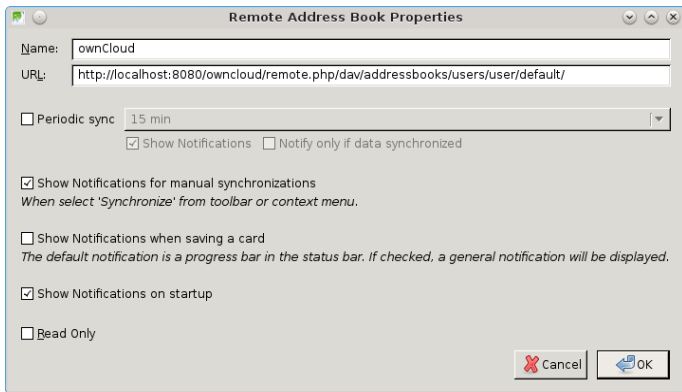 Remote Address Book Properties
Name: ownCloud
URL: http://localhost:8080/owncloud/remote.php/dav/addressbooks/users/user/default/
Periodic sync 15 min
Show Notifications Notify only if data synchronized
Show Notifications for manual synchronizations
When select 'Synchronize' from toolbar or context menu.
Show Notifications when saving a card
The default notification is a progress bar in the status bar. If checked, a general notification will be displayed.
Show Notifications on startup
Read Only
Cancel OK